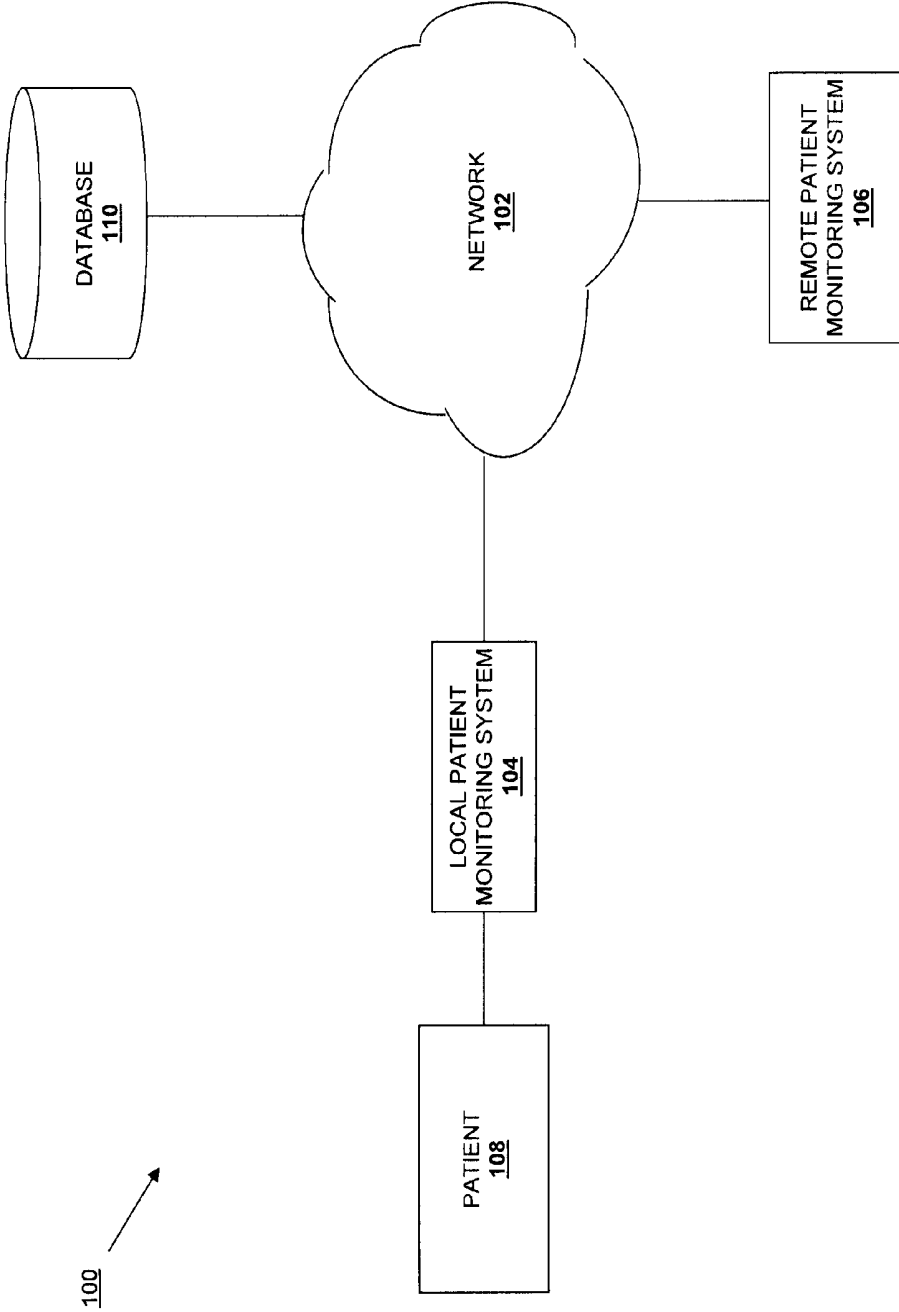 100
PATIENT
108
LOCAL PATIENT
MONITORING SYSTEM
104
DATABASE
110
NETWORK
102
REMOTE PATIENT
MONITORING SYSTEM
106